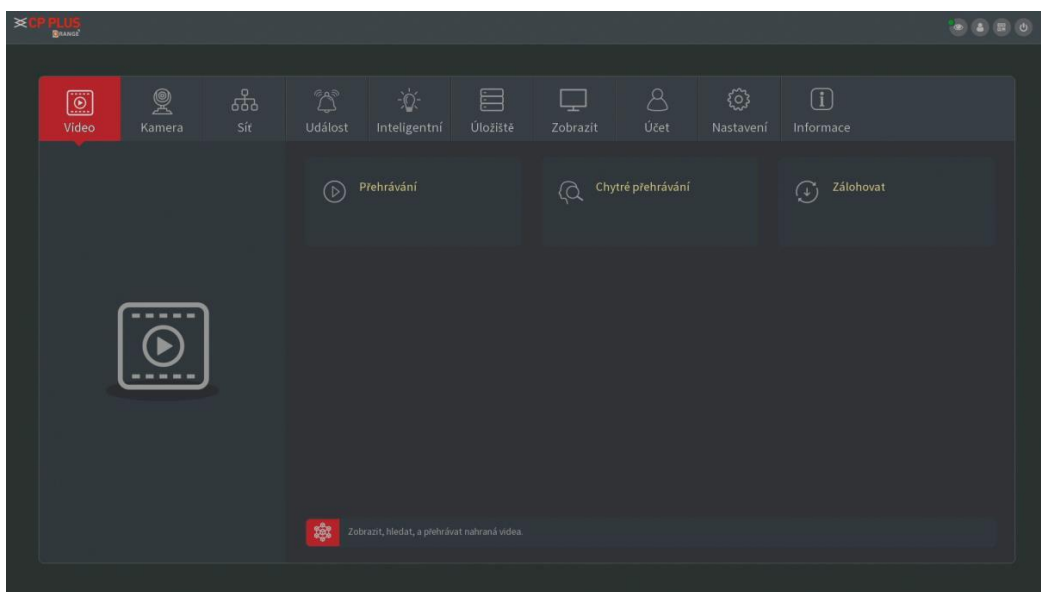 CP PLUS
ORANGE
Video
Kamera
Síť
Událost
Inteligentní
Úložiště
Zobrazit
Účet
Nastavení
Informace
Přehrávání
Chytré přehrávání
Zálohovat
Zobrazit, hledat, a přehrávat nahraná videa.